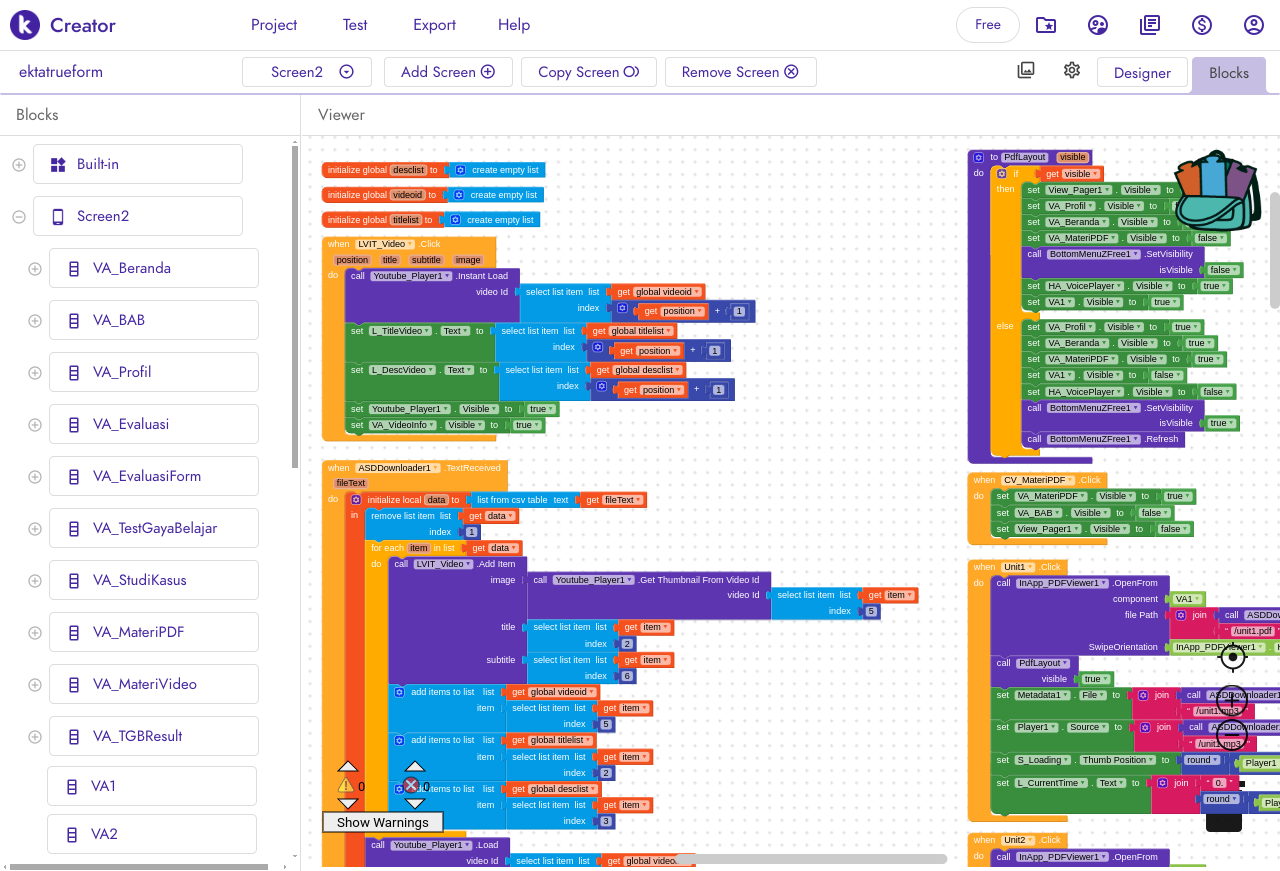 Creator
Project
Test
Export
Help
Free
ektatrueform
Screen2
Add Screen
Copy Screen
Remove Screen
Designer
Blocks
Blocks
Viewer
Built-in
Screen2
VA_Beranda
VA_BAB
VA_Profil
VA_Evaluasi
VA_EvaluasiForm
VA_TestGayaBelajar
VA_StudiKasus
VA_MateriPDF
VA_MateriVideo
VA_TGBResult
VA1
VA2
initialize global desclist to create empty list
initialize global videoid to create empty list
initialize global titlelist to create empty list
when LVIT_Video .Click
position title subtitle image
do call Youtube_Player1 .Instant Load
video Id select list item list get global videoid
index get position + 1
set L_TitleVideo . Text to select list item list get global titlelist
index get position + 1
set L_DescVideo . Text to select list item list get global desclist
index get position + 1
set Youtube_Player1 . Visible to true
set VA_VideoInfo . Visible to true
when ASDDownloader1 .TextReceived
fileText
do initialize local data to list from csv table text get fileText
in remove list item list get data
index 1
for each item in list get data
do call LVIT_Video .Add Item
image call Youtube_Player1 .Get Thumbnail From Video Id
video Id select list item list get item
index 5
title select list item list get item
index 2
subtitle select list item list get item
index 6
add items to list list get global videoid
item select list item list get item
index 5
add items to list list get global titlelist
item select list item list get item
index 2
items to list list get global desclist
item select list item list get item
index 3
0
0
Show Warnings
call Youtube_Player1 .Load
video Id select list item list get global
to PdfLayout visible
do if get visible
then set View_Pager1 . Visible to
set VA_Profil . Visible to
set VA_Beranda . Visible to
set VA_MateriPDF . Visible to false
call BottomMenuZFree1 .SetVisibility
isVisible false
set HA_VoicePlayer . Visible to true
set VA1 . Visible to true
else set VA_Profil . Visible to true
set VA_Beranda . Visible to true
set VA_MateriPDF . Visible to true
set VA1 . Visible to false
set HA_VoicePlayer . Visible to false
call BottomMenuZFree1 .SetVisibility
isVisible true
call BottomMenuZFree1 .Refresh
when CV_MateriPDF .Click
do set VA_MateriPDF . Visible to true
set VA_BAB . Visible to false
set View_Pager1 . Visible to false
when Unit1 .Click
do call InApp_PDFViewer1 .OpenFrom
component VA1
file Path join call
" /unit1.pdf
SwipeOrientation InApp_PDFViewer1
call PdfLayout
visible true
set Metadata1 . File to join call ASDDownloader1
" /unit1.mp3 "
set Player1 . Source to join call ASDDownloader
" /unit1.mp3 "
set S_Loading . Thumb Position to round Player1
set L_CurrentTime . Text to join " 0. "
round
when Unit2 .Click
do call InApp_PDFViewer1 .OpenFrom